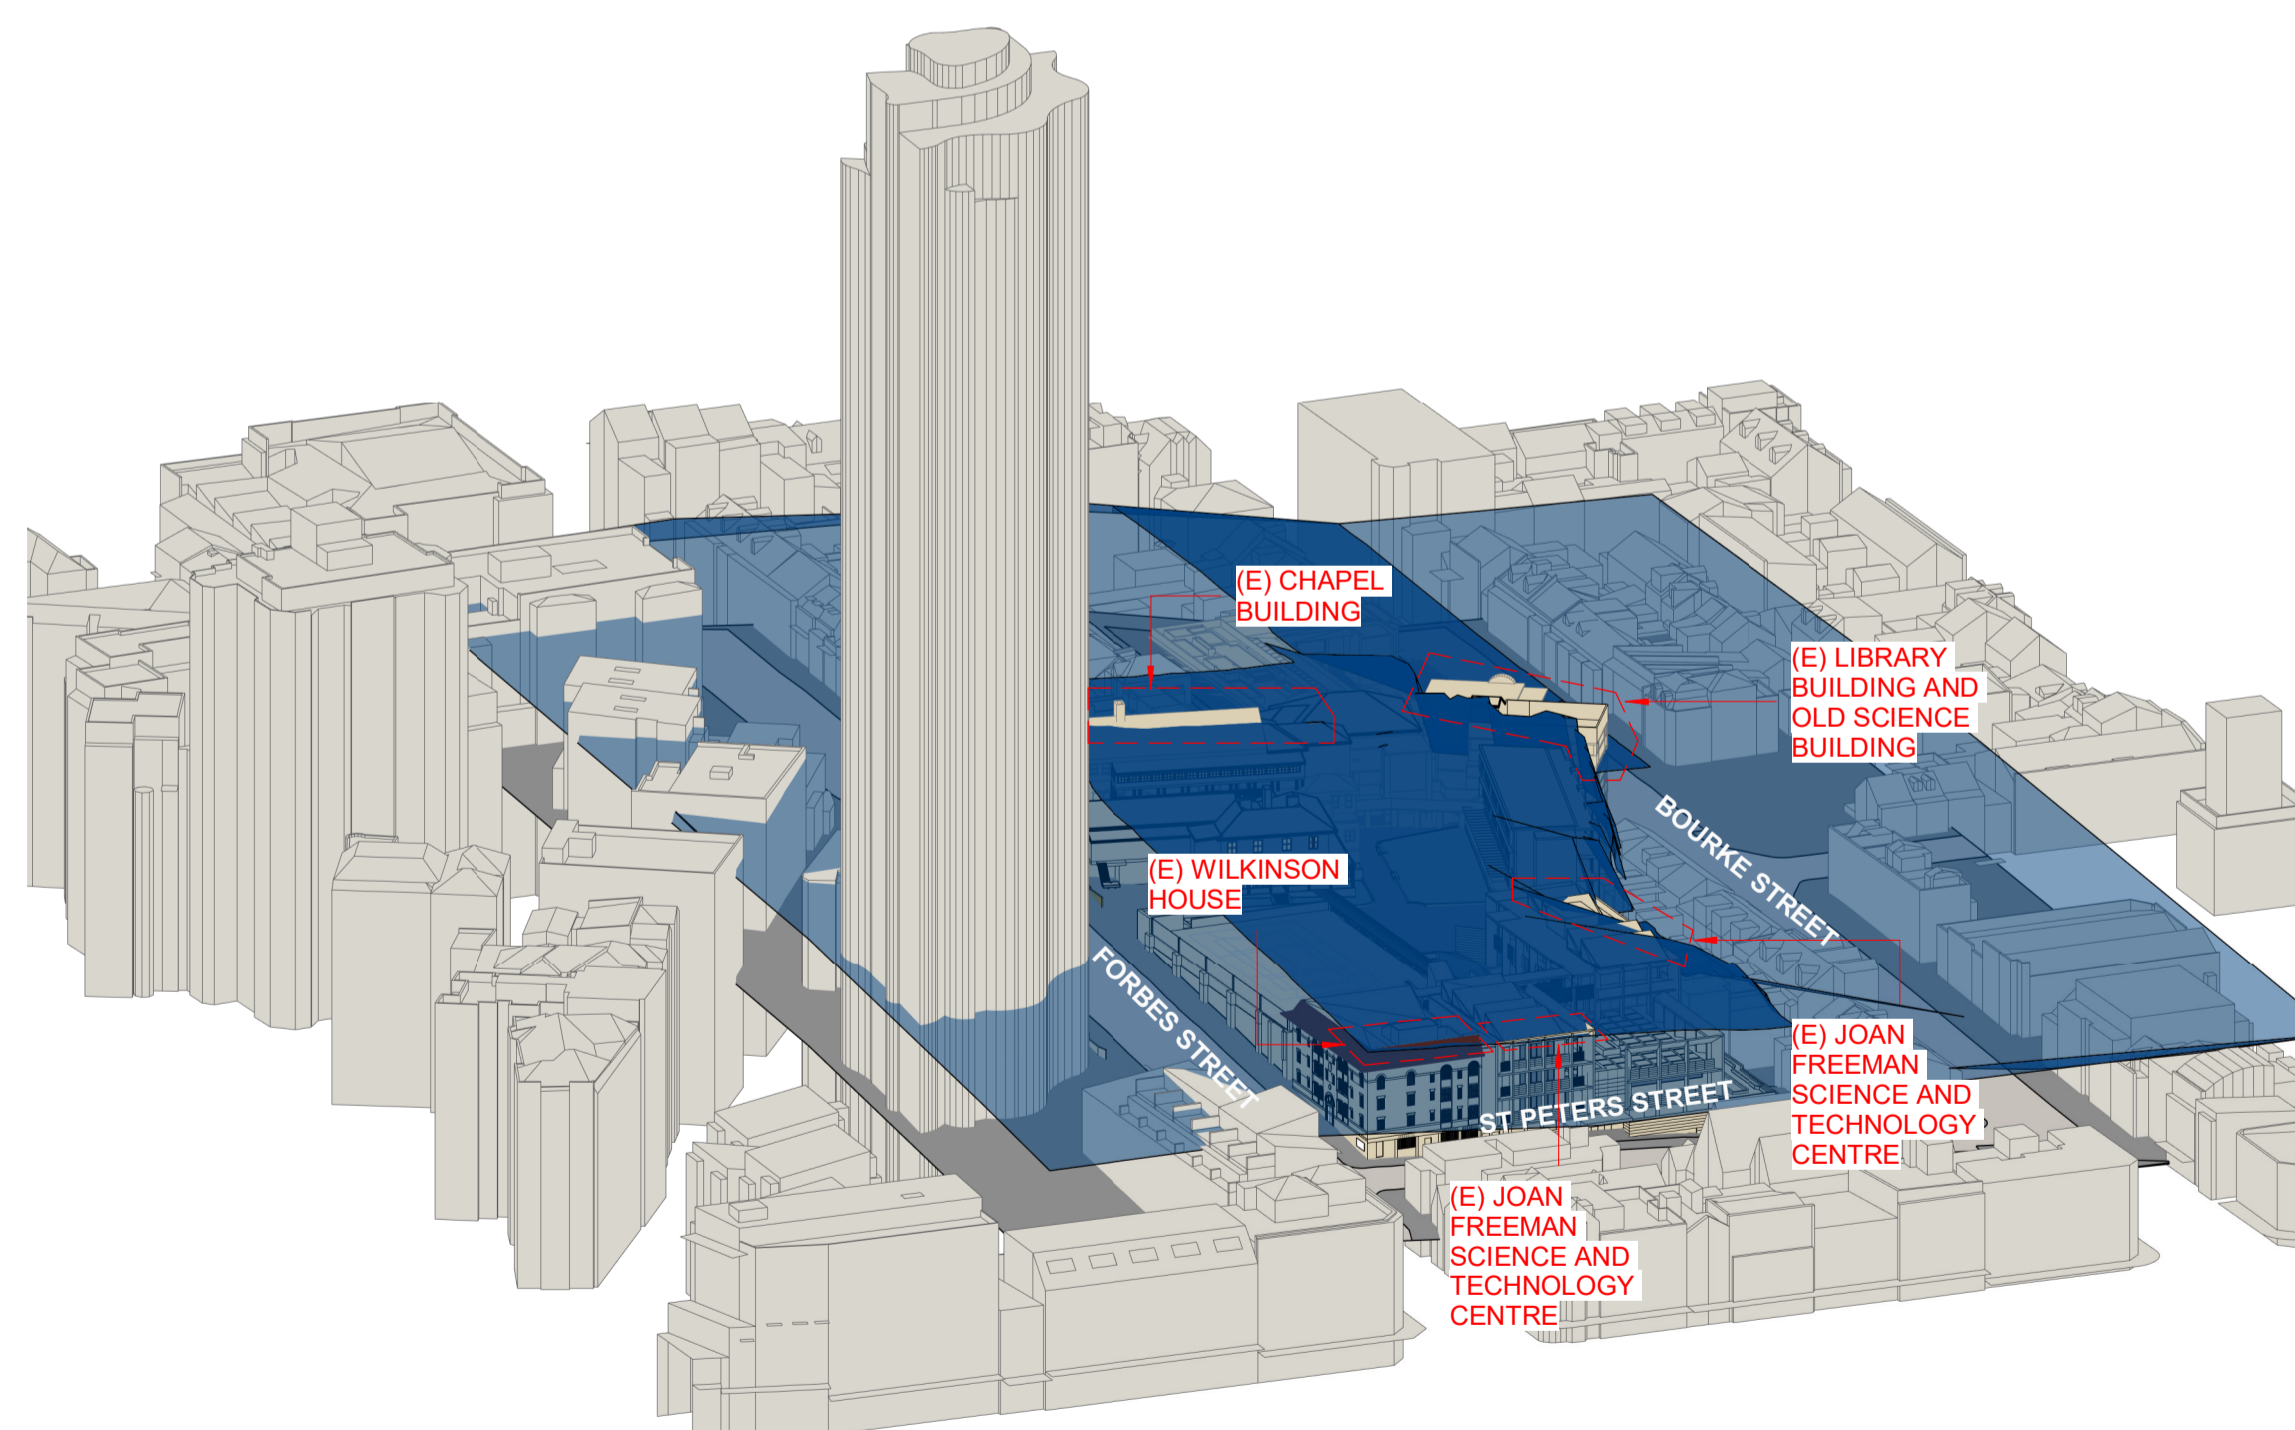 (E) CHAPEL
BUILDING
(E) LIBRARY
BUILDING AND
OLD SCIENCE
BUILDING
BOURKE STREET
(E) WILKINSON
HOUSE
FORBES STREET
(E) JOAN
FREEMAN
SCIENCE AND
TECHNOLOGY
CENTRE
ST PETERS STREET
(E) JOAN
FREEMAN
SCIENCE AND
TECHNOLOGY
CENTRE